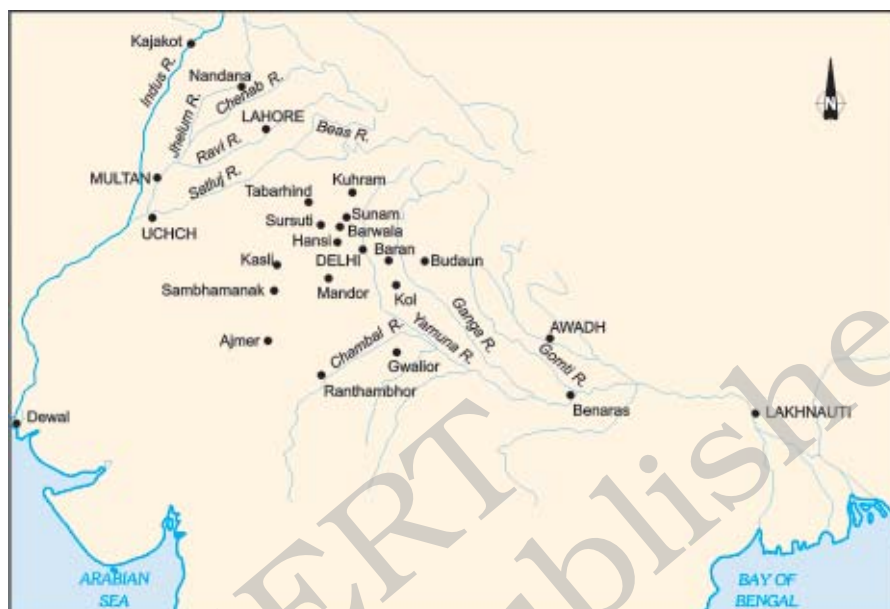 Kajakot
Indus R.
Nandana
Chenab R.
Jhelum R.
LAHORE
Ravi R.
Beas R.
MULTAN
Satluj R.
Kuhram
Tabarhind
UCHCH
Sursuti
Sunam
Barwala
Hansi
DELHI
Baran
Budaun
Kasli
Sambhamanak
Mandor
Kol
Ajmer
Chambal R.
Yamuna R.
Ganga R.
AWADH
Gomti R.
Gwalior
Ranthambhor
Benaras
Dewal
LAKHNAUTI
ARABIAN
SEA
BAY OF
BENGAL
N